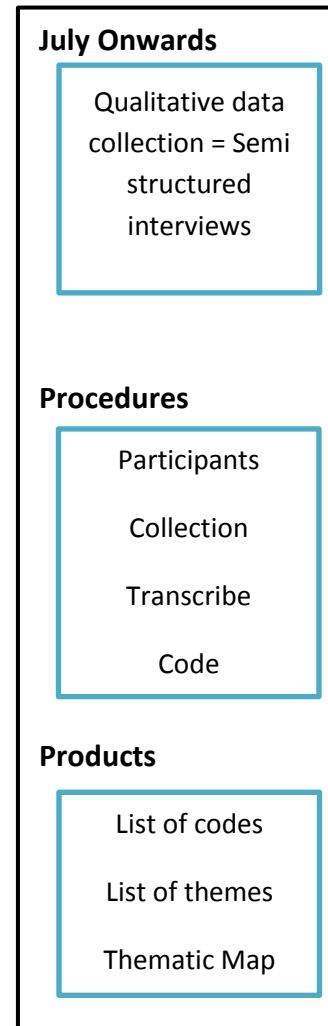 July Onwards
Qualitative data
collection = Semi
structured
interviews
Procedures
Participants
Collection
Transcribe
Code
Products
List of codes
List of themes
Thematic Map